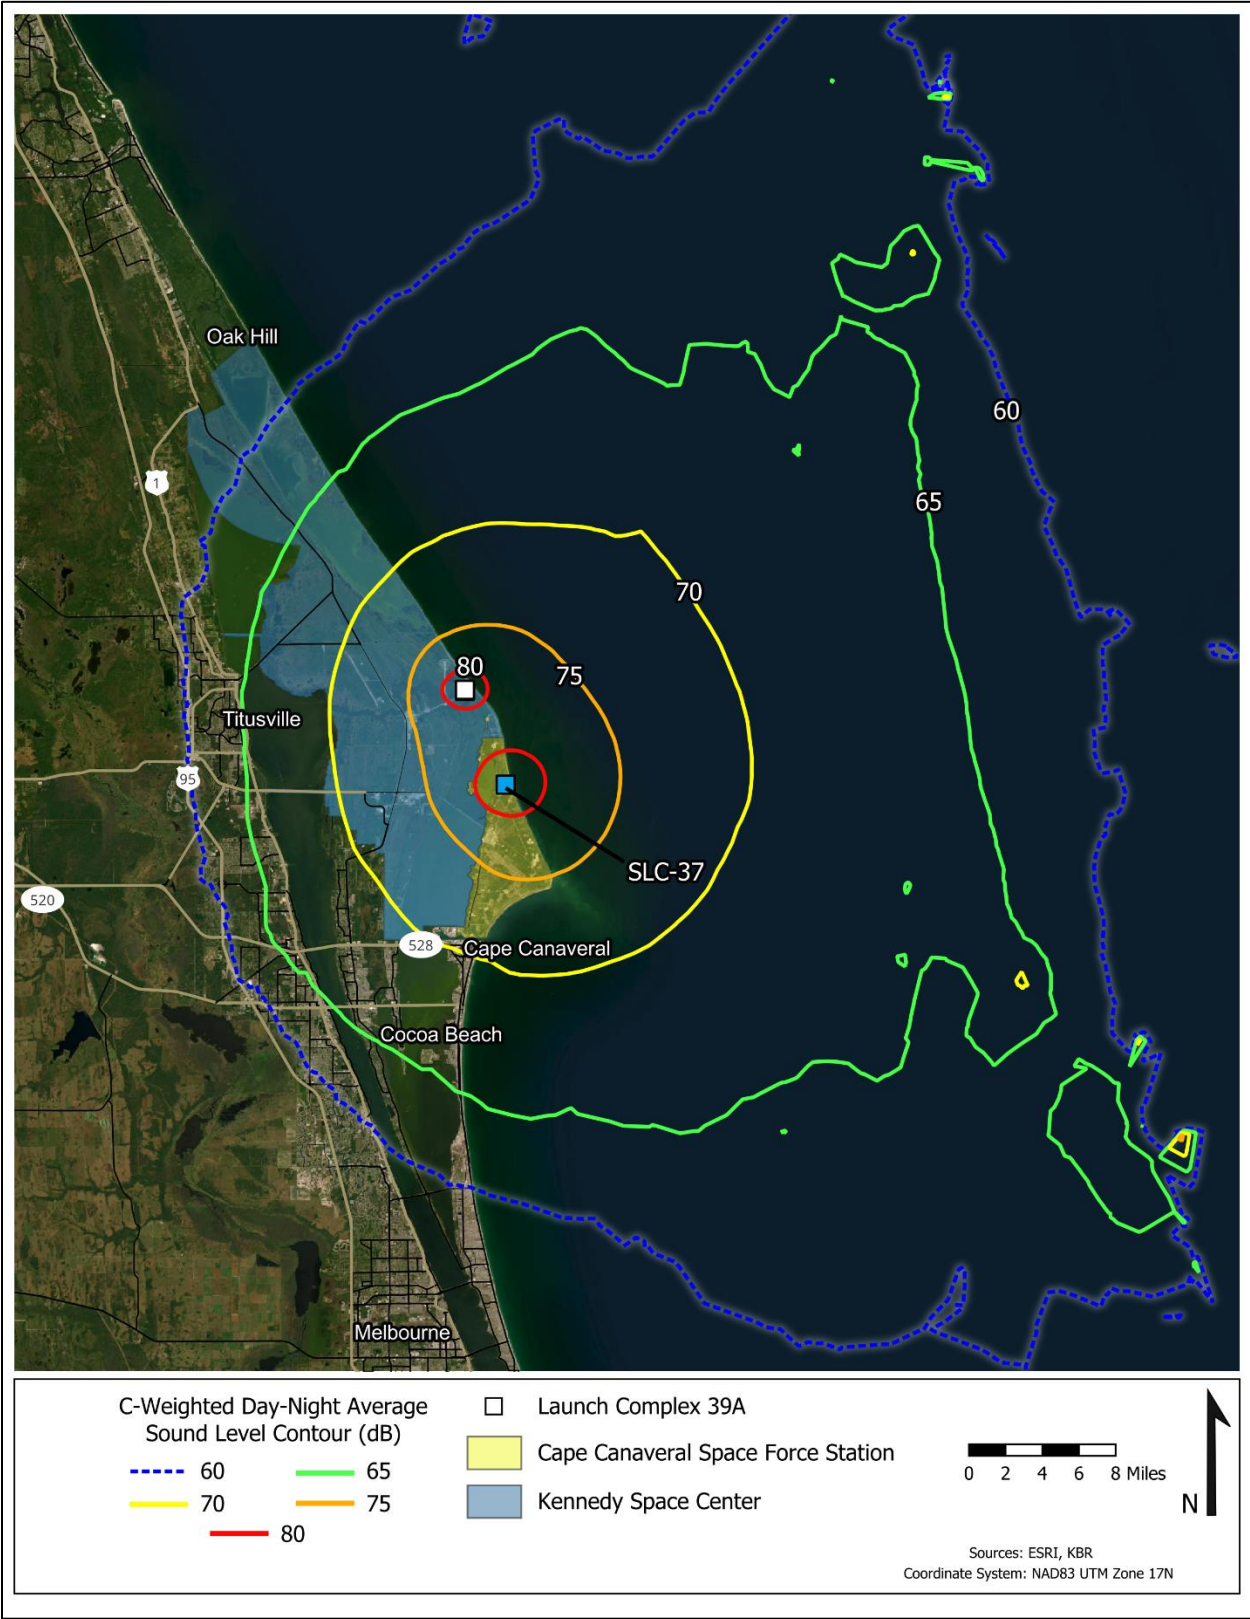 Oak Hill
60
1
65
70
80
75
Titusville
95
SLC-37
520
528
Cape Canaveral
Cocoa Beach
Melbourne
C-Weighted Day-Night Average
Sound Level Contour (dB)
60
65
70
75
80
Launch Complex 39A
Cape Canaveral Space Force Station
Kennedy Space Center
0 2 4 6 8 Miles
N
Sources: ESRI, KBR
Coordinate System: NAD83 UTM Zone 17N